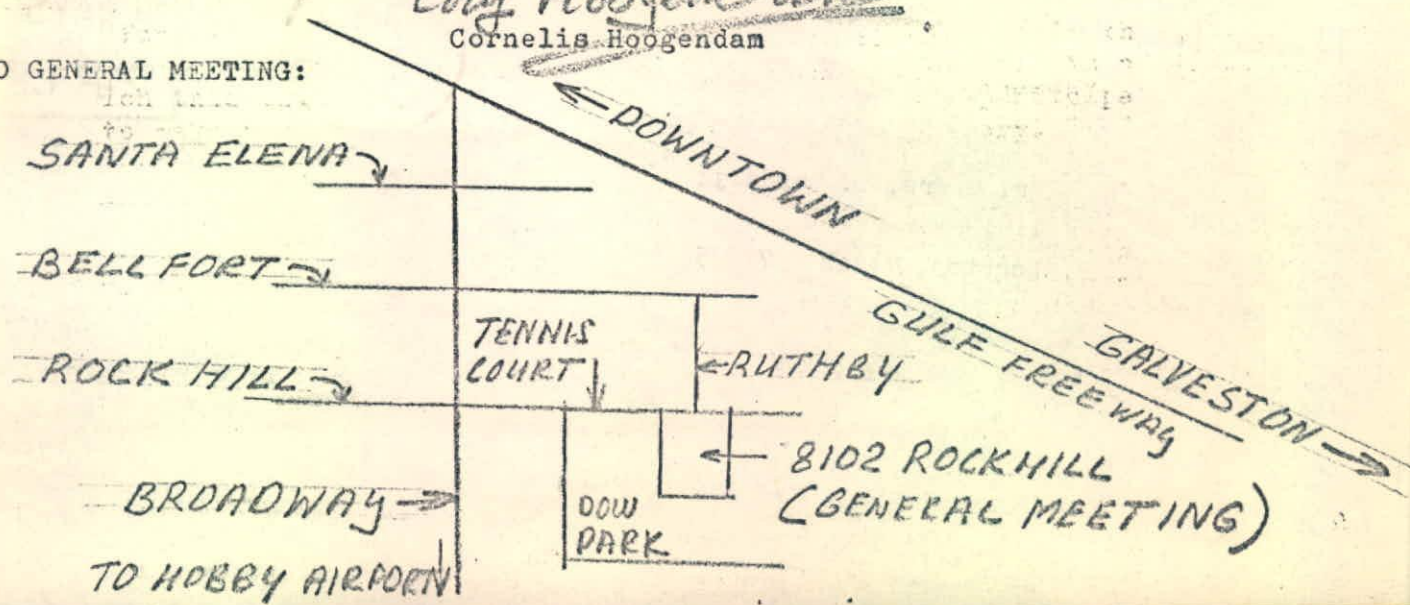 Cornelis Hoogendam
GENERAL MEETING:
DOWNTOWN
SANTA ELENA
BELL FORT
TENNIS
COURT
RUTHBY
GULF FREEWAY
GALVESTON
ROCK HILL
8102 ROCKHILL
(GENERAL MEETING)
BROADWAY
DOW
PARK
TO HOBBY AIRPORT